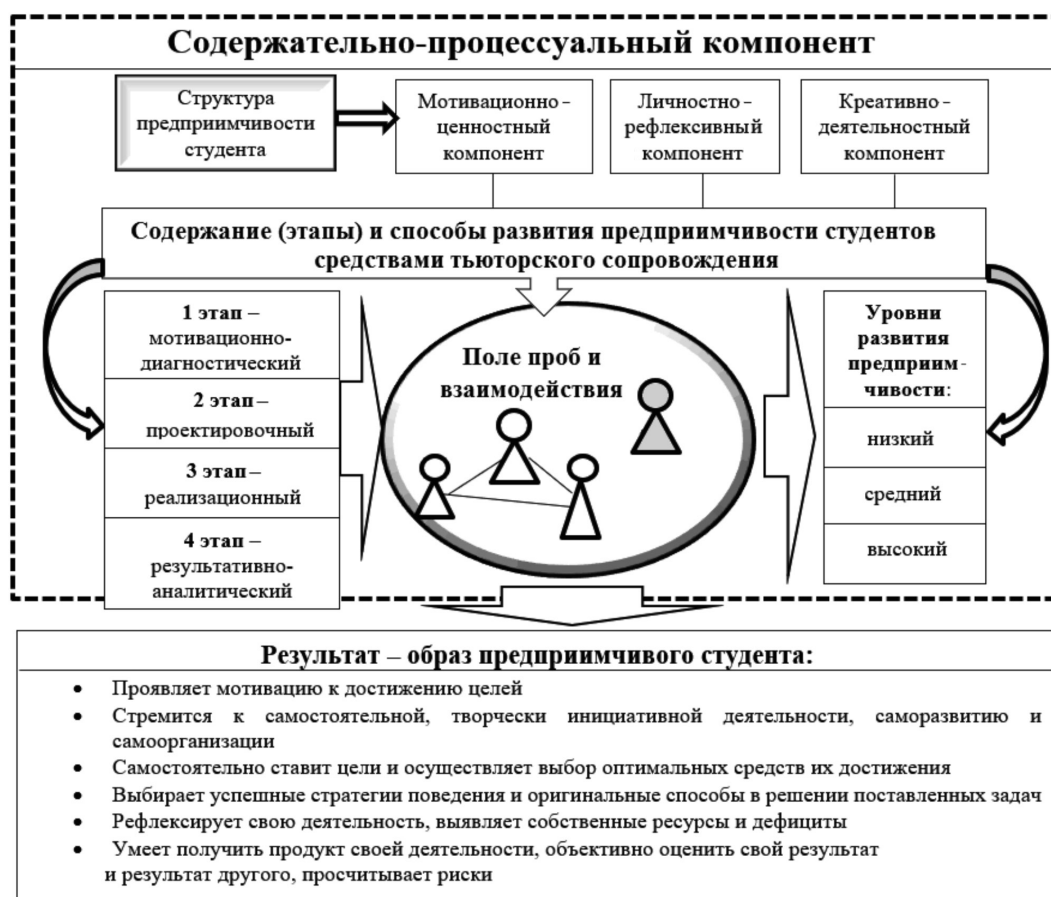 Содержательно-процессуальный компонент
Структура
предприимчивости
студента
Мотивационно -
ценностный
компонент
Личностно -
рефлексивный
компонент
Креативно -
деятельностный
компонент
Содержание (этапы) и способы развития предприимчивости студентов
средствами тьюторского сопровождения
1 этап –
мотивационно-
диагностический
2 этап –
проектировочный
3 этап –
реализационный
4 этап –
результативно-
аналитический
Поле проб и
взаимодействия
Уровни
развития
предприим-
чивости:
низкий
средний
высокий
Результат – образ предприимчивого студента:
• Проявляет мотивацию к достижению целей
• Стремится к самостоятельной, творчески инициативной деятельности, саморазвитию и
самоорганизации
• Самостоятельно ставит цели и осуществляет выбор оптимальных средств их достижения
• Выбирает успешные стратегии поведения и оригинальные способы в решении поставленных задач
• Рефлексирует свою деятельность, выявляет собственные ресурсы и дефициты
• Умеет получить продукт своей деятельности, объективно оценить свой результат
и результат другого, просчитывает риски